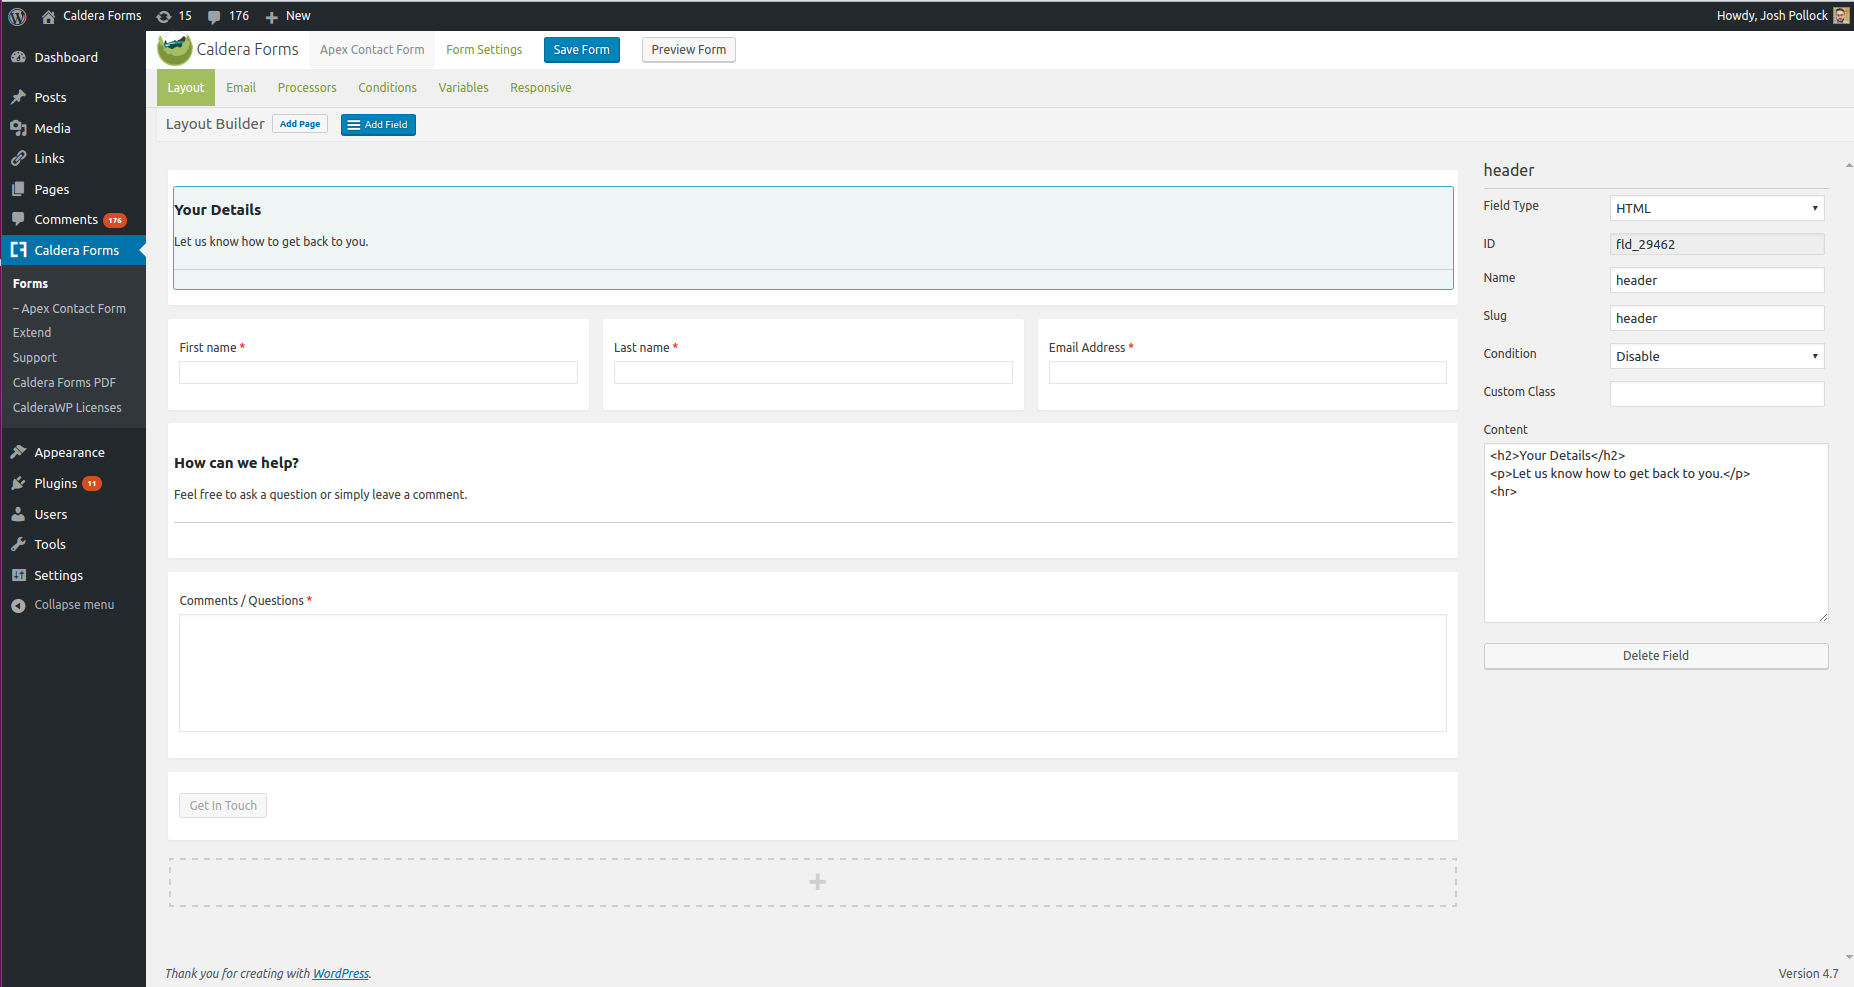 Caldera Forms 15 176 New Howdy, Josh Pollock
Dashboard
Posts
Media
Links
Pages
Comments 176
Caldera Forms
Forms
– Apex Contact Form
Extend
Support
Caldera Forms PDF
CalderaWP Licenses
Appearance
Plugins 11
Users
Tools
Settings
Collapse menu
Caldera Forms Apex Contact Form Form Settings Save Form Preview Form
Layout Email Processors Conditions Variables Responsive
Layout Builder Add Page Add Field
Your Details
Let us know how to get back to you.
First name * Last name * Email Address *
How can we help?
Feel free to ask a question or simply leave a comment.
Comments / Questions *
Get In Touch
+
header
Field Type HTML
ID fld_29462
Name header
Slug header
Condition Disable
Custom Class
Content
<h2>Your Details</h2>
<p>Let us know how to get back to you.</p>
<hr>
Delete Field
Thank you for creating with WordPress. Version 4.7